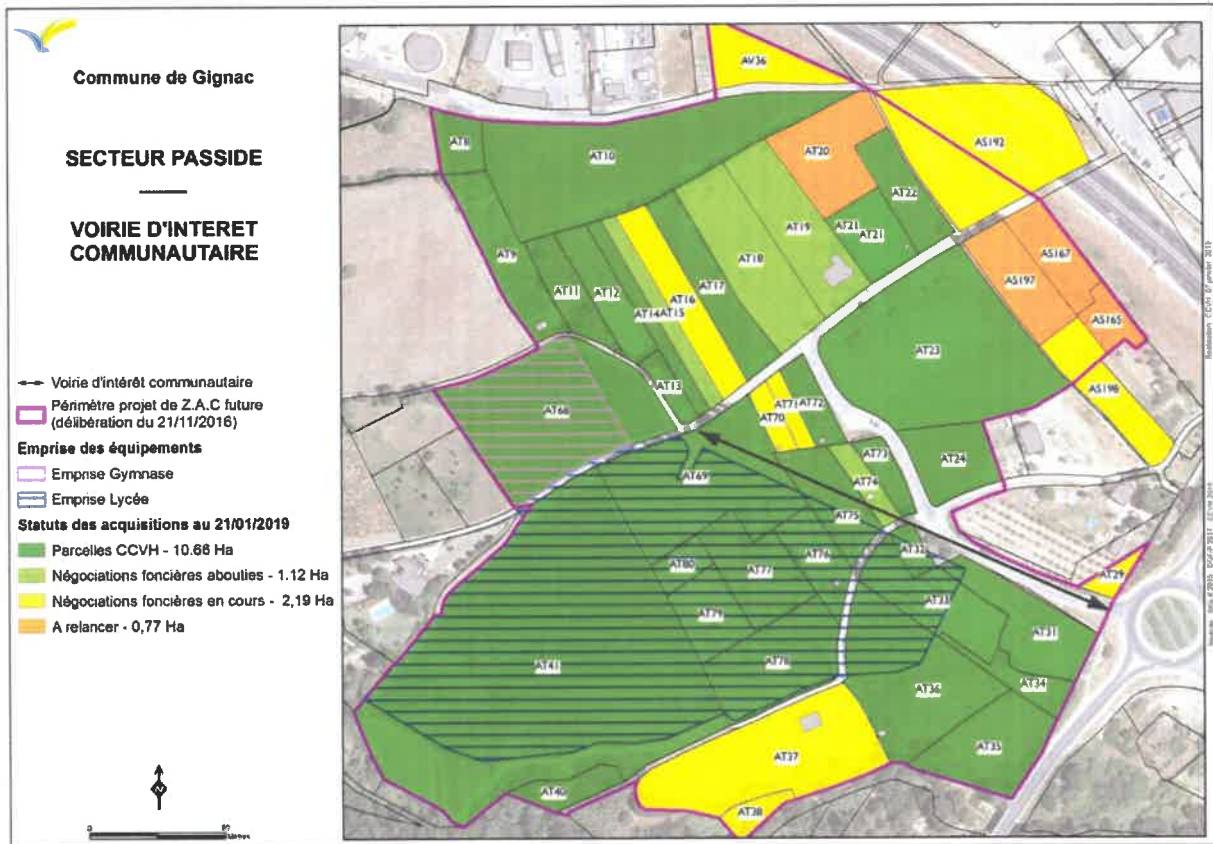 Commune de Gignac
SECTEUR PASSIDE
VOIRIE D'INTERET
COMMUNAUTAIRE
Voirie d'intérêt communautaire
Périmètre projet de Z.A.C future
(délibération du 21/11/2016)
Emprise des équipements
Emprise Gymnase
Emprise Lycée
Statuts des acquisitions au 21/01/2019
Parcelles CCVH - 10.66 Ha
Négociations foncières abouties - 1.12 Ha
Négociations foncières en cours - 2,19 Ha
A relancer - 0,77 Ha
N
0
Mètres
AV36
AT8
AT10
AT20
AS192
AT22
AT19
AT21
AT21
AT9
AT18
AS167
AT11
AT12
AT17
AT16
AS197
AT14
AT15
AS165
AT23
AT13
AT68
AT71
AT72
AT70
AS198
AT73
AT24
AT69
AT74
AT75
AT32
AT76
AT80
AT77
AT29
AT33
AT79
AT31
AT41
AT78
AT34
AT36
AT35
AT37
AT40
AT38